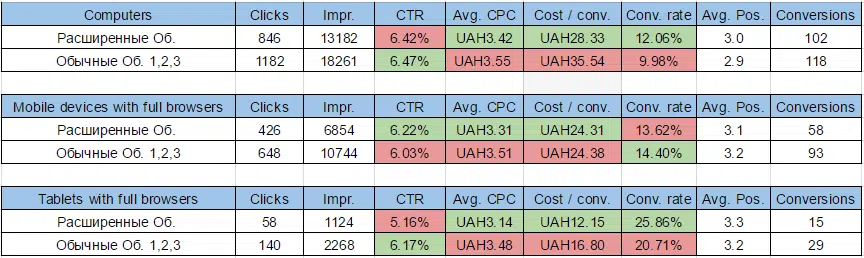 Computers Clicks Impr. CTR Avg. CPC Cost / conv. Conv. rate Avg. Pos. Conversions
Расширенные Об. 846 13182 6.42% UAH3.42 UAH28.33 12.06% 3.0 102
Обычные Об. 1,2,3 1182 18261 6.47% UAH3.55 UAH35.54 9.98% 2.9 118
Mobile devices with full browsers Clicks Impr. CTR Avg. CPC Cost / conv. Conv. rate Avg. Pos. Conversions
Расширенные Об. 426 6854 6.22% UAH3.31 UAH24.31 13.62% 3.1 58
Обычные Об. 1,2,3 648 10744 6.03% UAH3.51 UAH24.38 14.40% 3.2 93
Tablets with full browsers Clicks Impr. CTR Avg. CPC Cost / conv. Conv. rate Avg. Pos. Conversions
Расширенные Об. 58 1124 5.16% UAH3.14 UAH12.15 25.86% 3.3 15
Обычные Об. 1,2,3 140 2268 6.17% UAH3.48 UAH16.80 20.71% 3.2 29